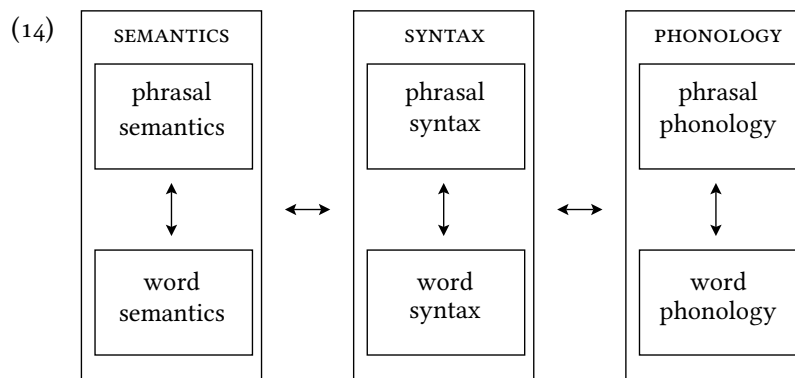 (14)
SEMANTICS
phrasal
semantics
word
semantics
SYNTAX
phrasal
syntax
word
syntax
PHONOLOGY
phrasal
phonology
word
phonology